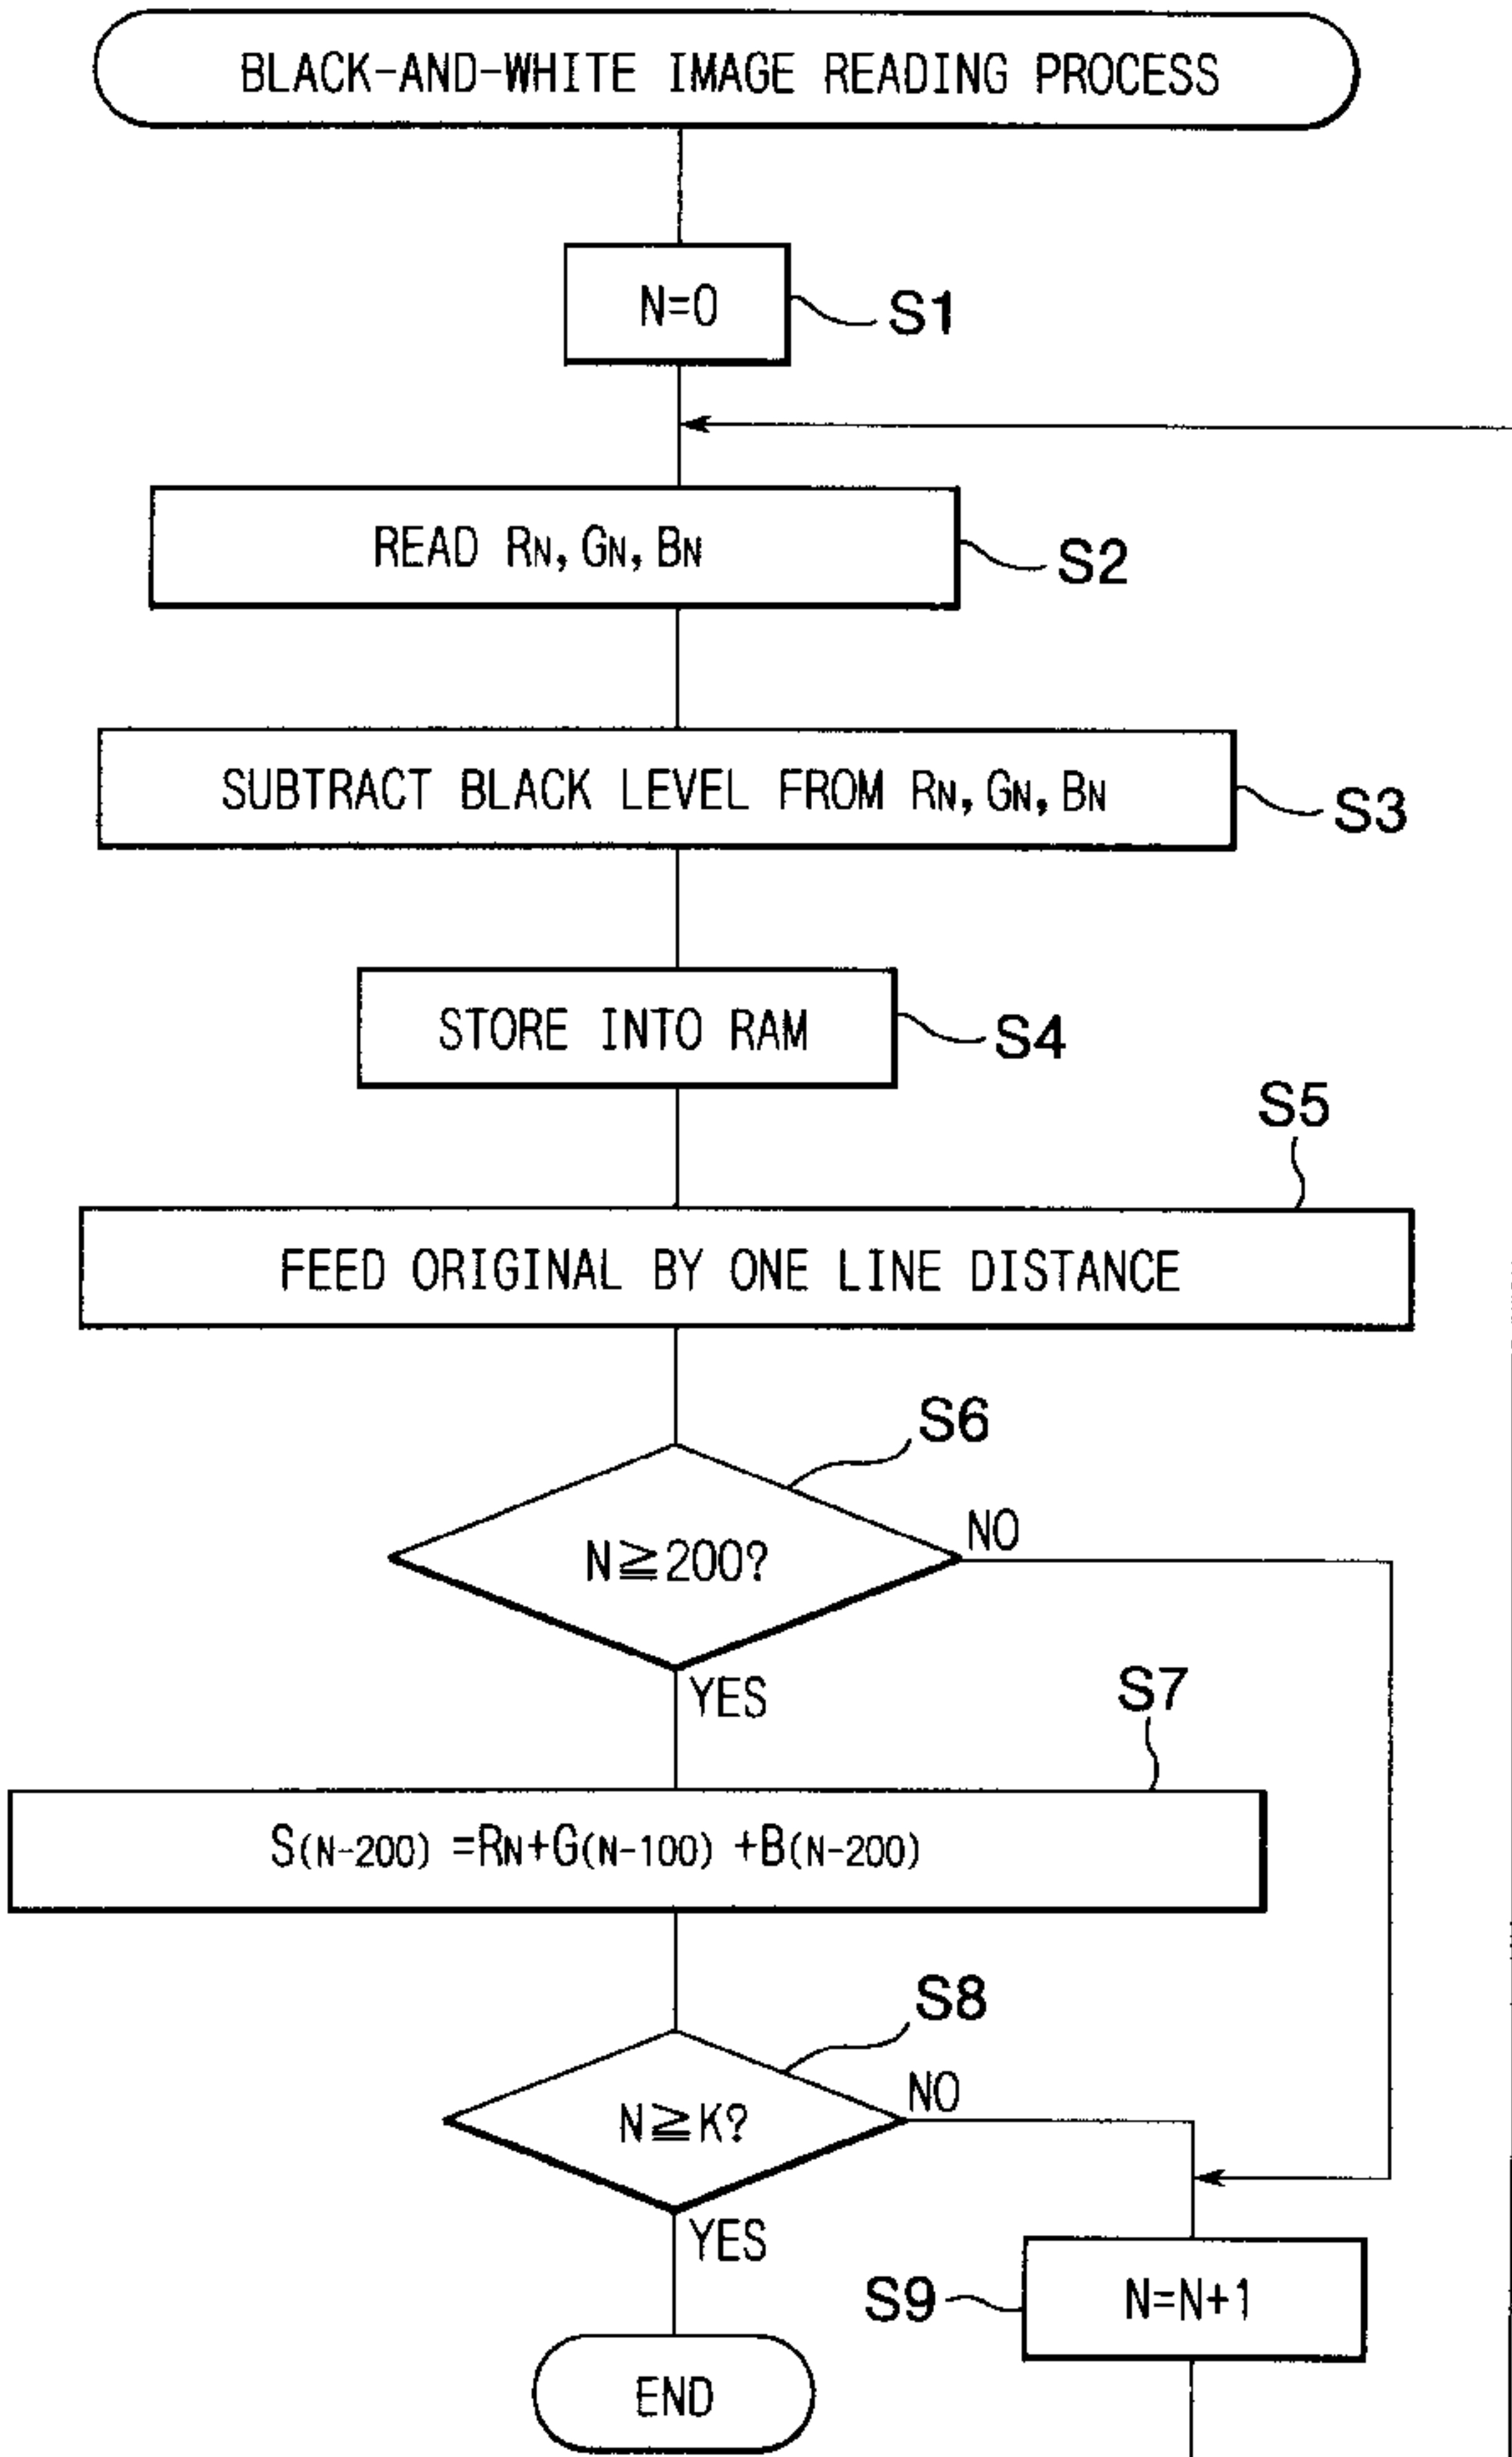 BLACK-AND-WHITE IMAGE READING PROCESS
N=0
S1
READ RN, GN, BN
S2
SUBTRACT BLACK LEVEL FROM RN, GN, BN
S3
STORE INTO RAM
S4
S5
FEED ORIGINAL BY ONE LINE DISTANCE
S6
N≧200?
NO
YES
S7
S(N-200) =RN+G(N-100) +B(N-200)
S8
N≧K?
NO
YES
S9
N=N+1
END